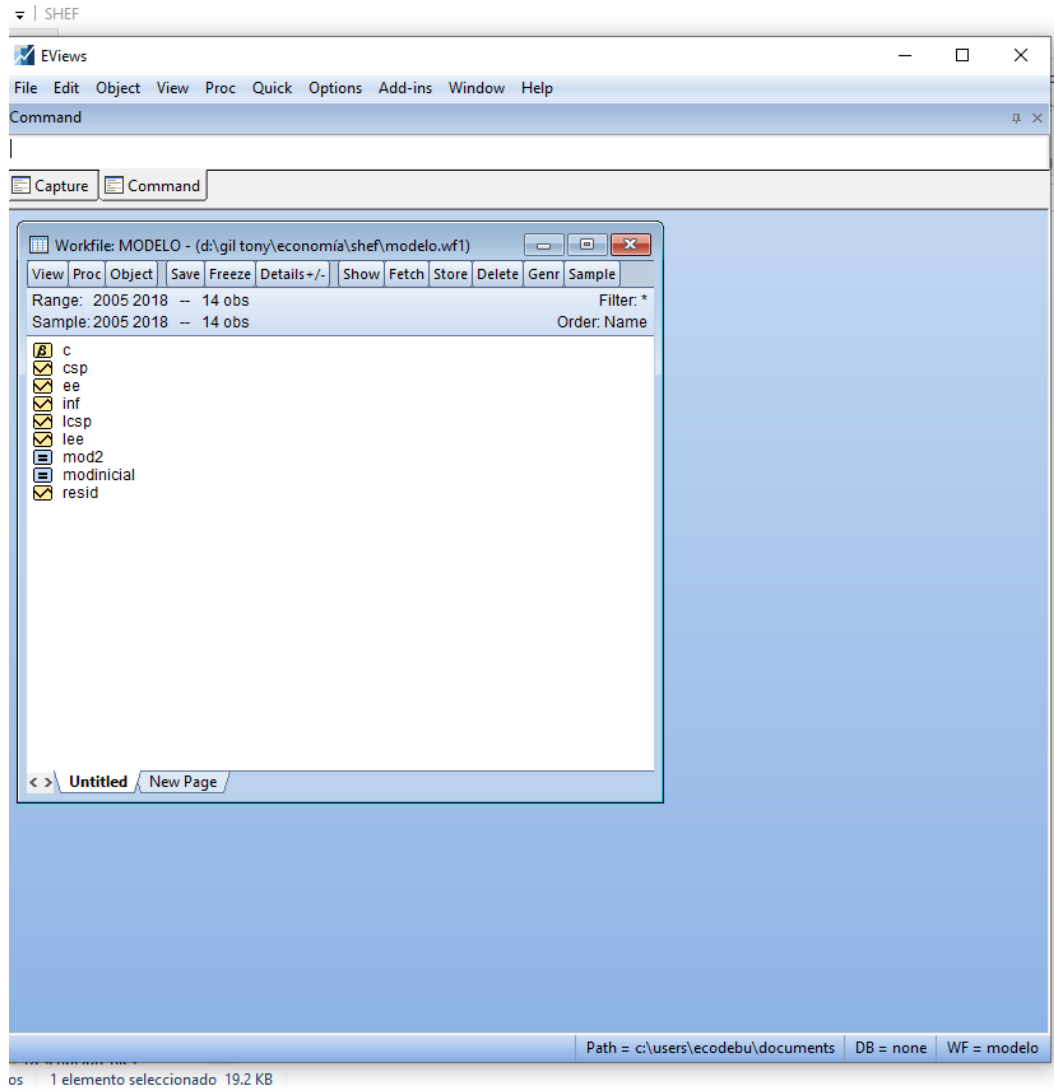 SHEF
EViews
File Edit Object View Proc Quick Options Add-ins Window Help
Command
Capture Command
Workfile: MODELO - (d:\gil tony\economía\shef\modelo.wf1)
View Proc Object Save Freeze Details+/- Show Fetch Store Delete Genr Sample
Range: 2005 2018 -- 14 obs Filter: *
Sample: 2005 2018 -- 14 obs Order: Name
β c
csp
ee
inf
lcsp
lee
mod2
modinicial
resid
< > Untitled New Page
Path = c:\users\ecodebu\documents DB = none WF = modelo
os 1 elemento seleccionado 19.2 KB